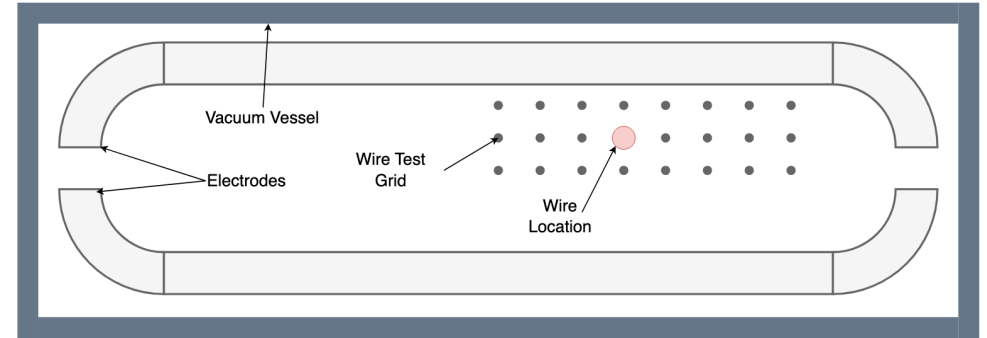 Vacuum Vessel
Wire Test
Grid
Electrodes
Wire
Location